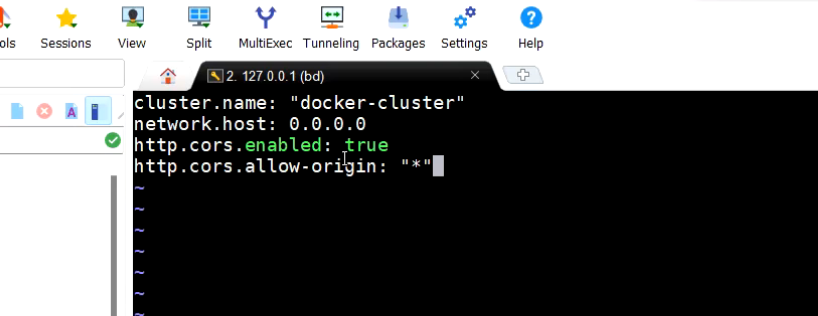 ols Sessions View Split MultiExec Tunneling Packages Settings Help
2. 127.0.0.1 (bd)
cluster.name: "docker-cluster"
network.host: 0.0.0.0
http.cors.enabled: true
http.cors.allow-origin: "*"
~
~
~
~
~
~
~